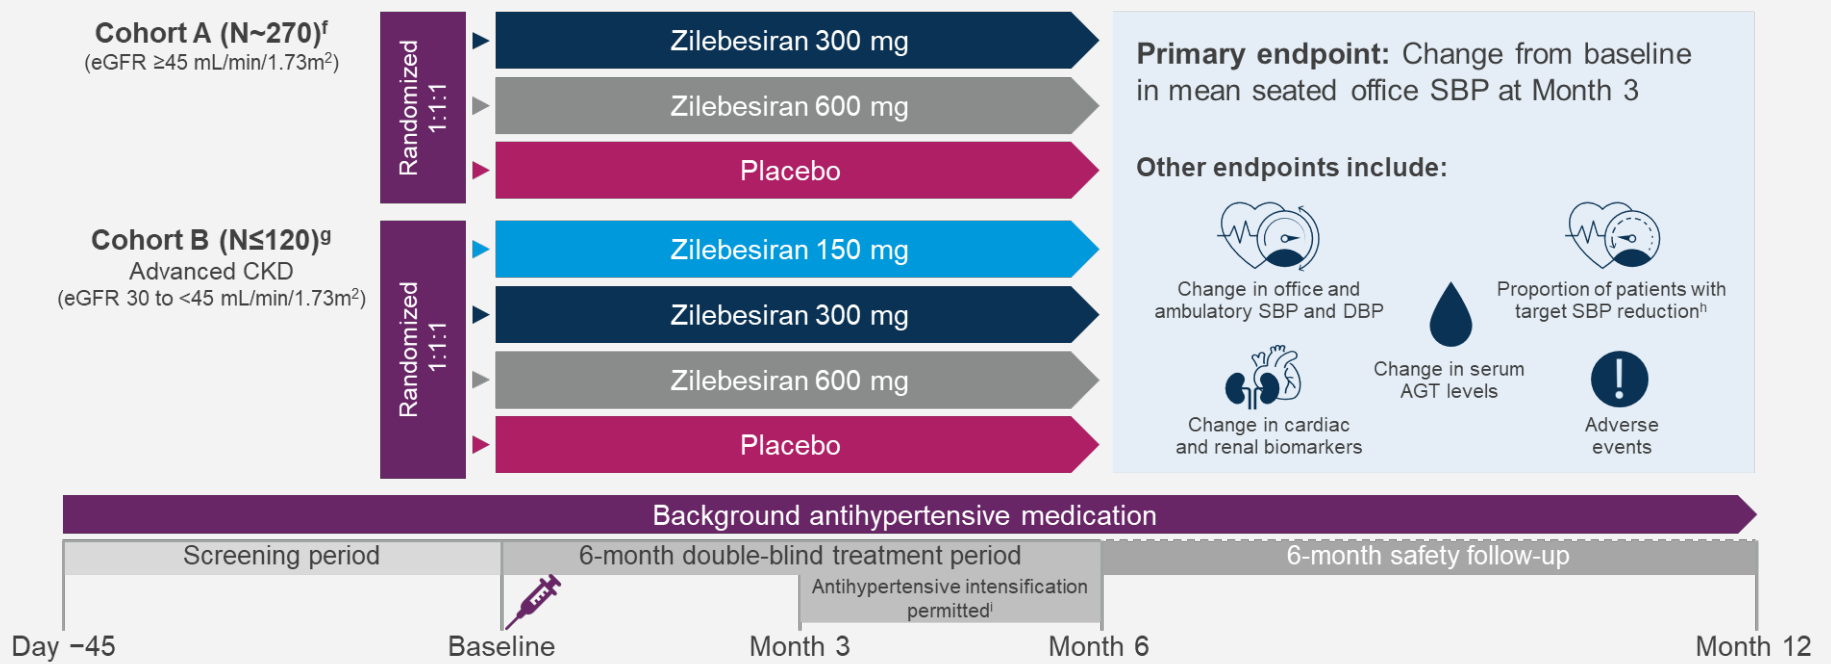 Cohort A (N~270)ᶠ
(eGFR ≥45 mL/min/1.73m²)
Randomized
1:1:1
Zilebesiran 300 mg
Zilebesiran 600 mg
Placebo
Cohort B (N≤120)ᵍ
Advanced CKD
(eGFR 30 to <45 mL/min/1.73m²)
Randomized
1:1:1
Zilebesiran 150 mg
Zilebesiran 300 mg
Zilebesiran 600 mg
Placebo
Primary endpoint: Change from baseline
in mean seated office SBP at Month 3
Other endpoints include:
Change in office and
ambulatory SBP and DBP
Proportion of patients with
target SBP reductionʰ
Change in serum
AGT levels
Change in cardiac
and renal biomarkers
Adverse
events
Background antihypertensive medication
Screening period
6-month double-blind treatment period
6-month safety follow-up
Antihypertensive intensification
permittedⁱ
Day −45
Baseline
Month 3
Month 6
Month 12